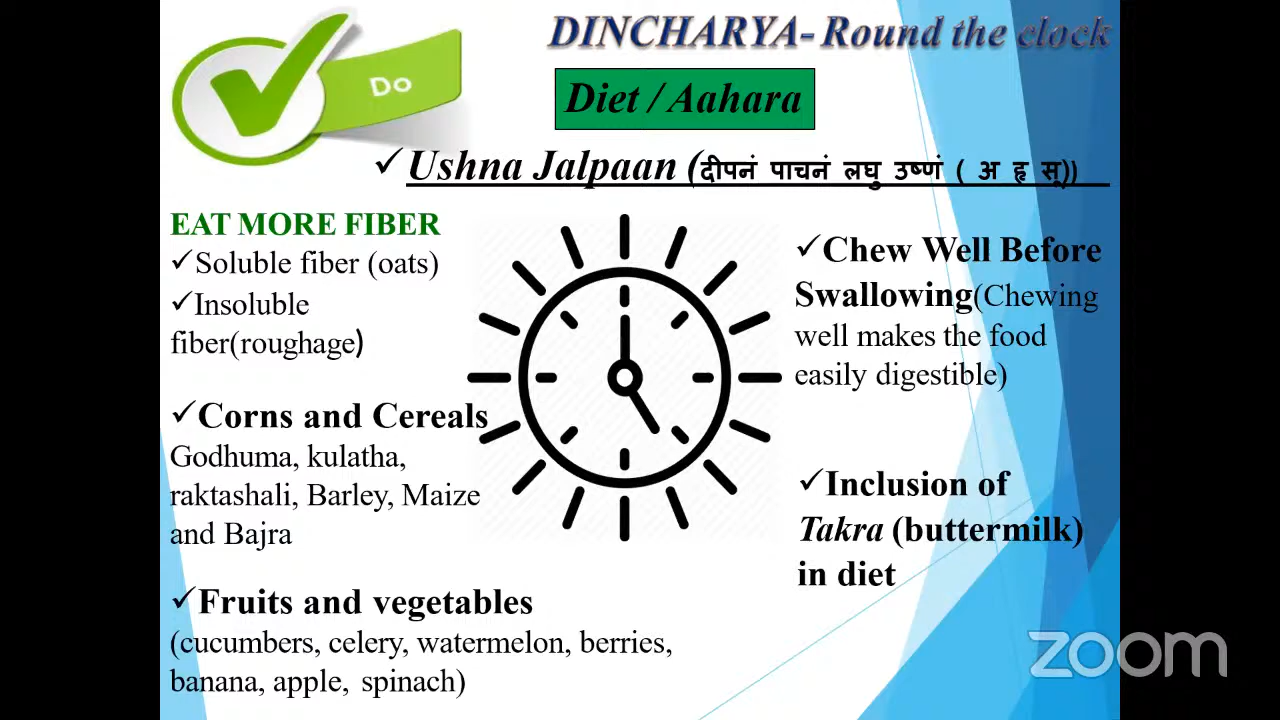 Do
DINCHARYA- Round the clock
Diet / Aahara
✓Ushna Jalpaan (दीपनं पाचनं लघु उष्णं ( अ हृ सू))
EAT MORE FIBER
✓Soluble fiber (oats)
✓Insoluble
fiber(roughage)
✓Corns and Cereals
Godhuma, kulatha,
raktashali, Barley, Maize
and Bajra
✓Fruits and vegetables
(cucumbers, celery, watermelon, berries,
banana, apple, spinach)
✓Chew Well Before
Swallowing(Chewing
well makes the food
easily digestible)
✓Inclusion of
Takra (buttermilk)
in diet
zoom